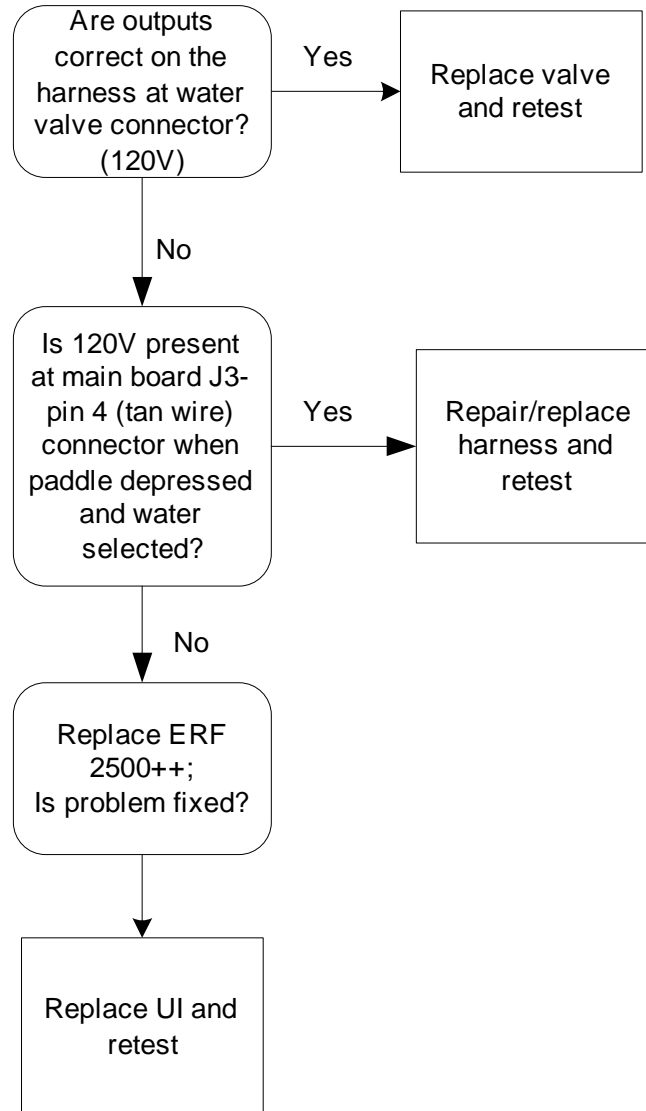 Are outputs
correct on the
harness at water
valve connector?
(120V)
Yes
Replace valve
and retest
No
Is 120V present
at main board J3-
pin 4 (tan wire)
connector when
paddle depressed
and water
selected?
Yes
Repair/replace
harness and
retest
No
Replace ERF
2500++;
Is problem fixed?
Replace UI and
retest